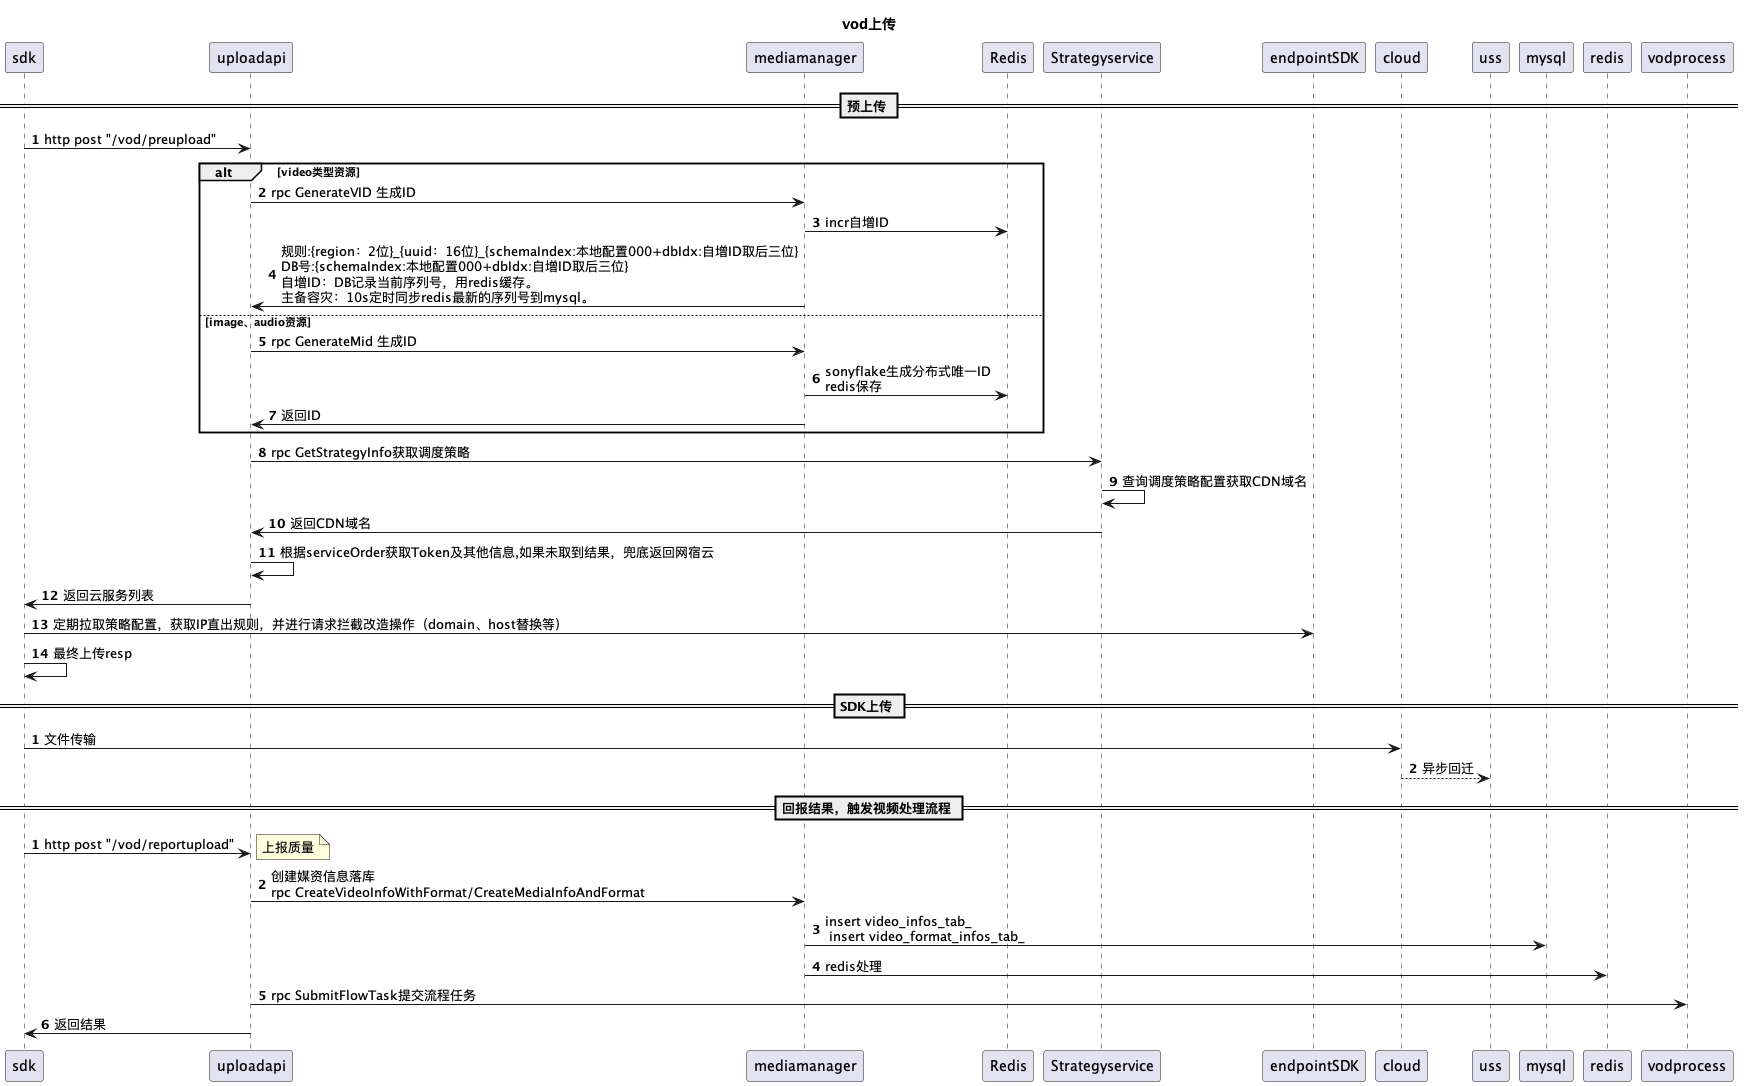 vod上传
sdk
uploadapi
mediamanager
Redis
Strategyservice
endpointSDK
cloud
uss
mysql
redis
vodprocess
预上传
1 http post "/vod/preupload"
alt [video类型资源]
2 rpc GenerateVID 生成ID
3 incr自增ID
规则:{region：2位}_{uuid：16位}_{schemaIndex:本地配置000+dbIdx:自增ID取后三位}
DB号:{schemaIndex:本地配置000+dbIdx:自增ID取后三位}
4
自增ID：DB记录当前序列号，用redis缓存。
主备容灾：10s定时同步redis最新的序列号到mysql。
[image、audio资源]
5 rpc GenerateMid 生成ID
6 sonyflake生成分布式唯一ID
redis保存
7 返回ID
8 rpc GetStrategyInfo获取调度策略
9 查询调度策略配置获取CDN域名
10 返回CDN域名
11 根据serviceOrder获取Token及其他信息,如果未取到结果，兜底返回网宿云
12 返回云服务列表
13 定期拉取策略配置，获取IP直出规则，并进行请求拦截改造操作（domain、host替换等）
14 最终上传resp
SDK上传
1 文件传输
2 异步回迁
回报结果，触发视频处理流程
1 http post "/vod/reportupload"
上报质量
2 创建媒资信息落库
rpc CreateVideoInfoWithFormat/CreateMediaInfoAndFormat
3 insert video_infos_tab_
insert video_format_infos_tab_
4 redis处理
5 rpc SubmitFlowTask提交流程任务
6 返回结果
sdk
uploadapi
mediamanager
Redis
Strategyservice
endpointSDK
cloud
uss
mysql
redis
vodprocess